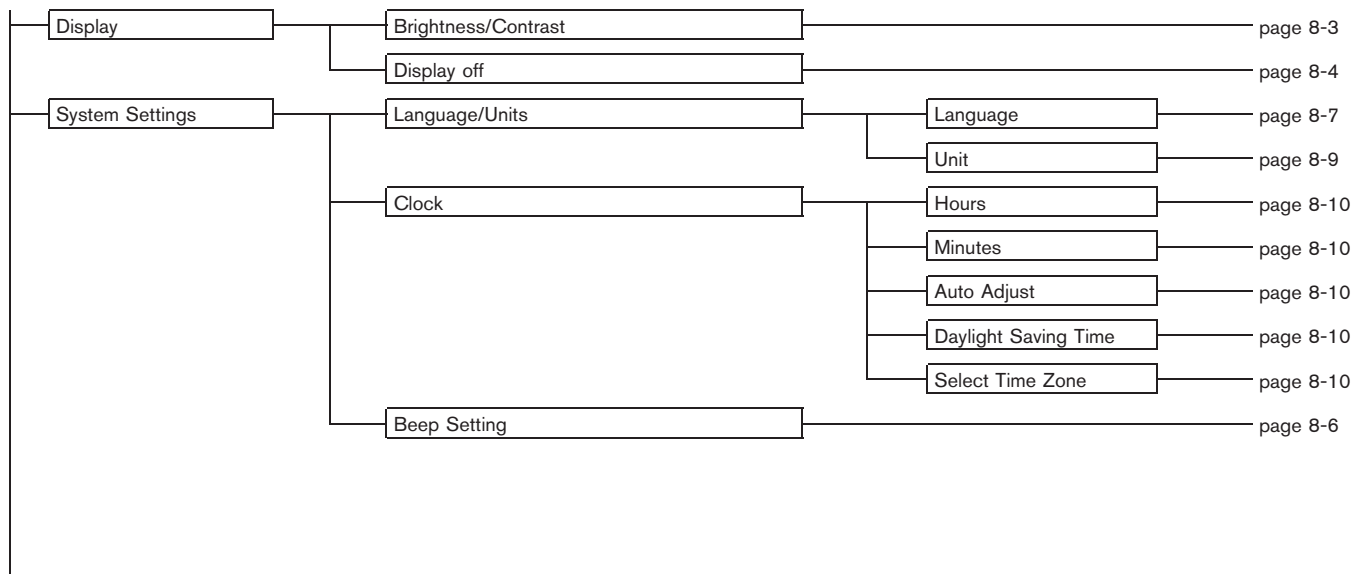 Display Brightness/Contrast page 8-3
Display off page 8-4
System Settings Language/Units Language page 8-7
Unit page 8-9
Clock Hours page 8-10
Minutes page 8-10
Auto Adjust page 8-10
Daylight Saving Time page 8-10
Select Time Zone page 8-10
Beep Setting page 8-6